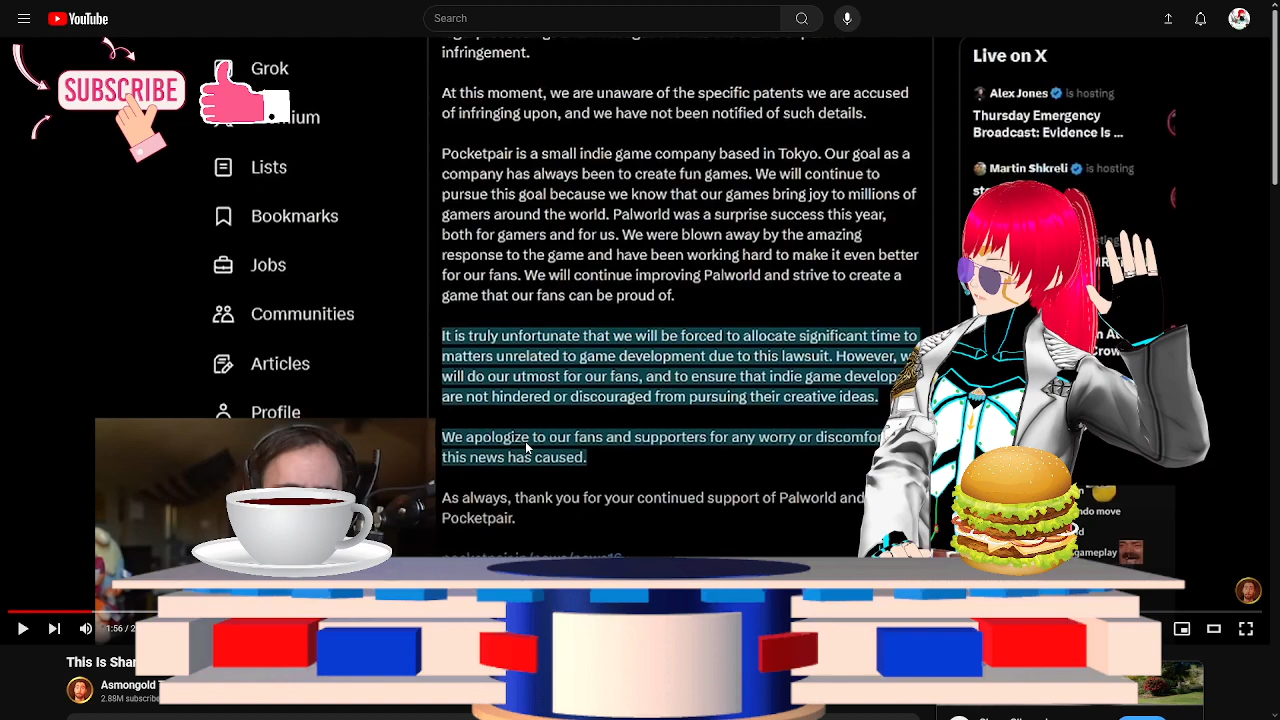 YouTube
Search
infringement.
At this moment, we are unaware of the specific patents we are accused
of infringing upon, and we have not been notified of such details.
Pocketpair is a small indie game company based in Tokyo. Our goal as a
company has always been to create fun games. We will continue to
pursue this goal because we know that our games bring joy to millions of
gamers around the world. Palworld was a surprise success this year,
both for gamers and for us. We were blown away by the amazing
response to the game and have been working hard to make it even better
for our fans. We will continue improving Palworld and strive to create a
game that our fans can be proud of.
It is truly unfortunate that we will be forced to allocate significant time to
matters unrelated to game development due to this lawsuit. However, w
will do our utmost for our fans, and to ensure that indie game develop
are not hindered or discouraged from pursuing their creative ideas.
We apologize to our fans and supporters for any worry or discomfor
this news has caused.
As always, thank you for your continued support of Palworld and
Pocketpair.
SUBSCRIBE
Grok
mium
Lists
Bookmarks
Jobs
Communities
Articles
Profile
Live on X
Alex Jones is hosting
Thursday Emergency
Broadcast: Evidence Is ...
Martin Shkreli is hosting
ndo move
gameplay
1:56 / 2
This Is Shar
Asmongold T
2.88M subscribe